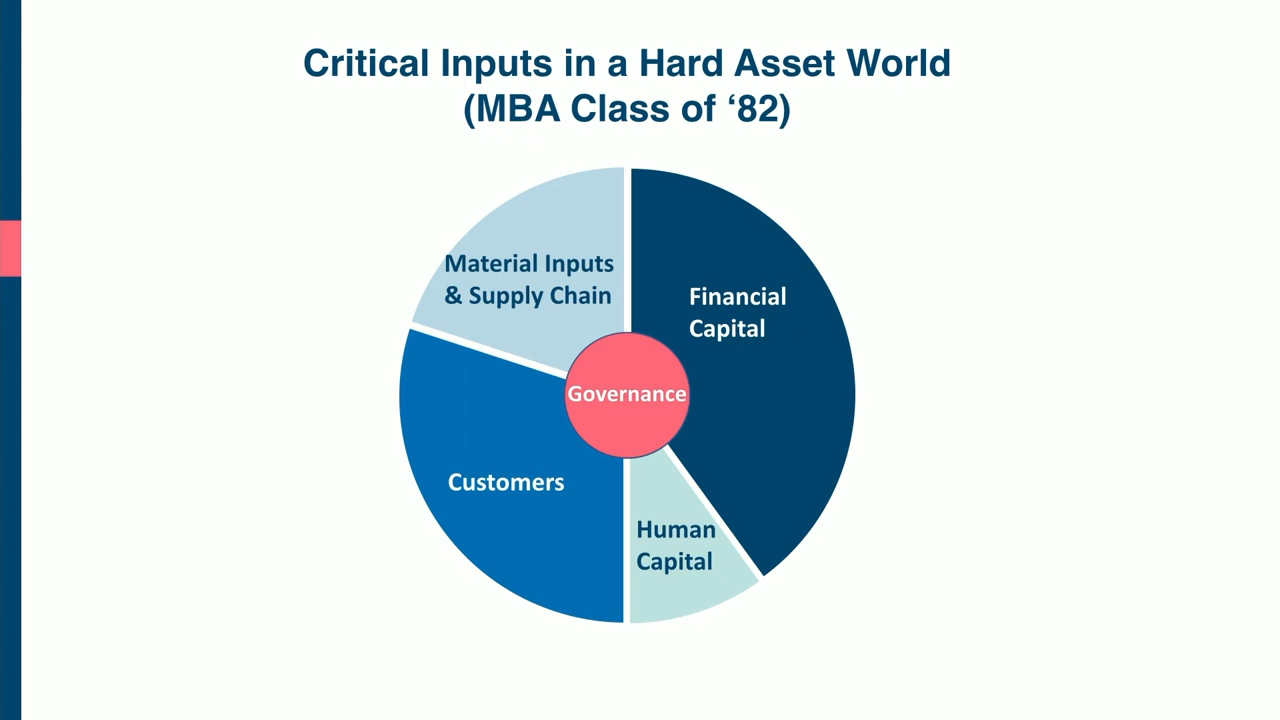 Critical Inputs in a Hard Asset World
(MBA Class of ‘82)
Material Inputs
& Supply Chain
Financial
Capital
Governance
Customers
Human
Capital